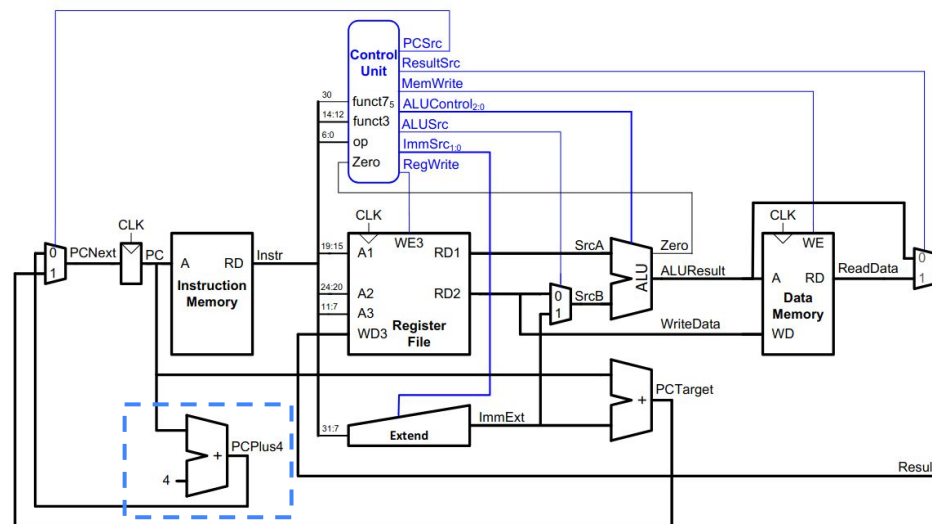 PCSrc
Control
Unit
ResultSrc
MemWrite
30
funct7₅
ALUControl₂:₀
14:12
funct3
ALUSrc
6:0
op
ImmSrc₁:₀
Zero
RegWrite
CLK
CLK
CLK
0
1
PCNext
PC
A
RD
Instruction
Memory
Instr
19:15
A1
WE3
RD1
24:20
A2
RD2
11:7
A3
WD3
Register
File
SrcA
0
1
SrcB
ALU
Zero
ALUResult
WriteData
WE
A
RD
Data
Memory
WD
ReadData
0
1
31:7
Extend
ImmExt
+
PCTarget
+
PCPlus4
4
Resul